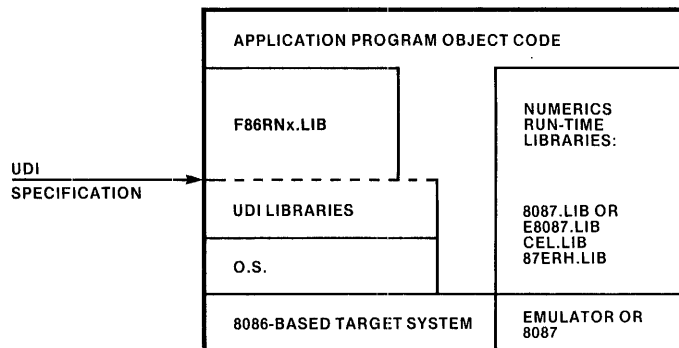 APPLICATION PROGRAM OBJECT CODE
F86RNx.LIB
NUMERICS
RUN-TIME
LIBRARIES:
UDI
SPECIFICATION
UDI LIBRARIES
8087.LIB OR
E8087.LIB
CEL.LIB
87ERH.LIB
O.S.
8086-BASED TARGET SYSTEM
EMULATOR OR
8087